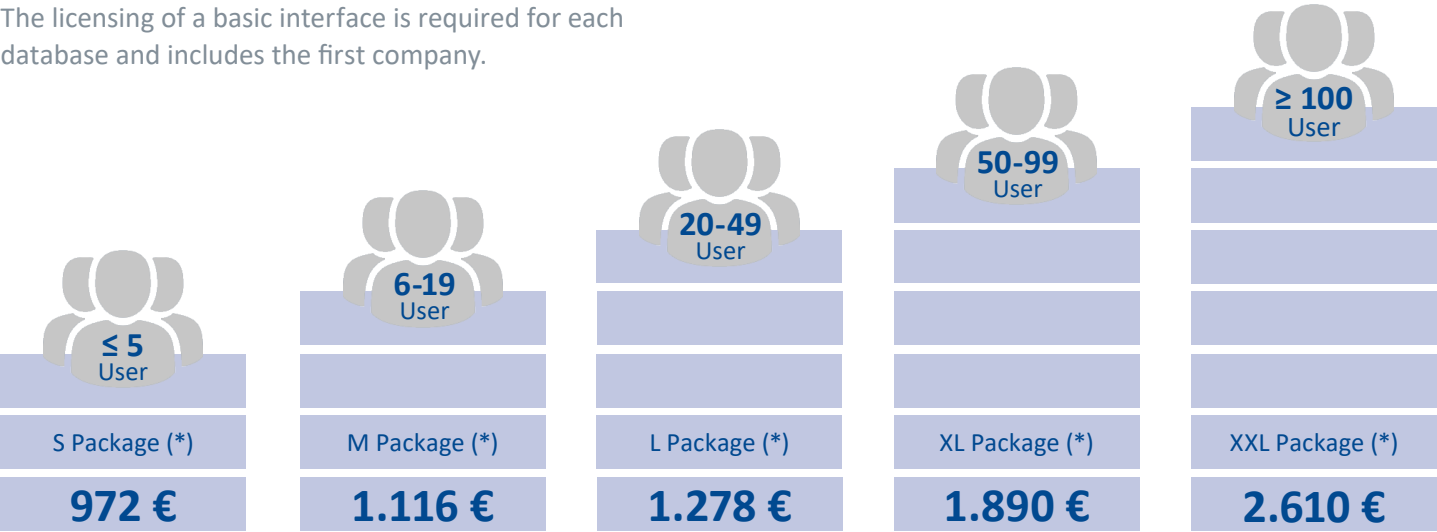 The licensing of a basic interface is required for each
database and includes the first company.
≤ 5
User
S Package (*)
972 €
6-19
User
M Package (*)
1.116 €
20-49
User
L Package (*)
1.278 €
50-99
User
XL Package (*)
1.890 €
≥ 100
User
XXL Package (*)
2.610 €